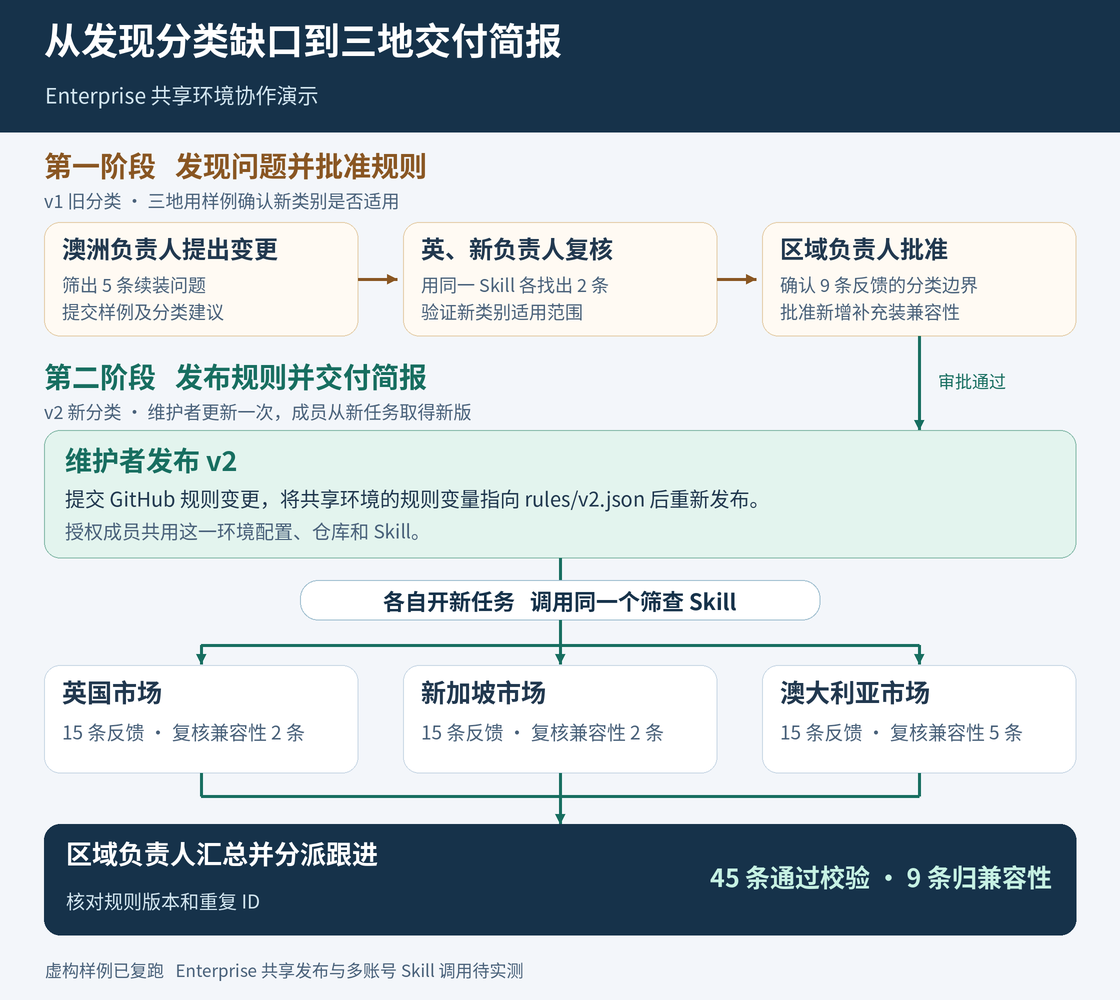 从发现分类缺口到三地交付简报
Enterprise 共享环境协作演示
第一阶段 发现问题并批准规则
v1 旧分类 · 三地用样例确认新类别是否适用
澳洲负责人提出变更
筛出 5 条续装问题
提交样例及分类建议
英、新负责人复核
用同一 Skill 各找出 2 条
验证新类别适用范围
区域负责人批准
确认 9 条反馈的分类边界
批准新增补充装兼容性
第二阶段 发布规则并交付简报
审批通过
v2 新分类 · 维护者更新一次，成员从新任务取得新版
维护者发布 v2
提交 GitHub 规则变更，将共享环境的规则变量指向 rules/v2.json 后重新发布。
授权成员共用这一环境配置、仓库和 Skill。
各自开新任务 调用同一个筛查 Skill
英国市场
15 条反馈 · 复核兼容性 2 条
新加坡市场
15 条反馈 · 复核兼容性 2 条
澳大利亚市场
15 条反馈 · 复核兼容性 5 条
区域负责人汇总并分派跟进
核对规则版本和重复 ID
45 条通过校验 · 9 条归兼容性
虚构样例已复跑 Enterprise 共享发布与多账号 Skill 调用待实测